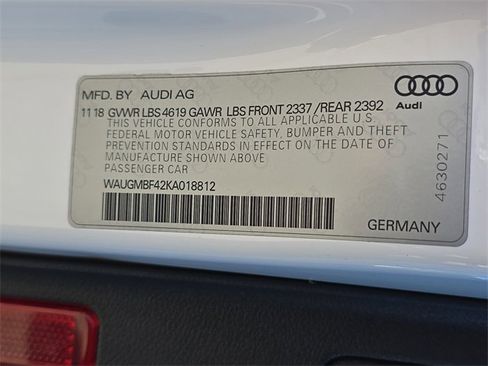 MFD. BY AUDI AG
11 18 GVWR LBS 4619 GAWR LBS FRONT 2337 /REAR 2392
THIS VEHICLE CONFORMS TO ALL APPLICABLE U.S.
FEDERAL MOTOR VEHICLE SAFETY, BUMPER AND THEFT
PREVENTION STANDARDS IN EFFECT ON THE DATE OF
MANUFACTURE SHOWN ABOVE
PASSENGER CAR
WAUGMBF42KA018812
Audi
4630271
GERMANY